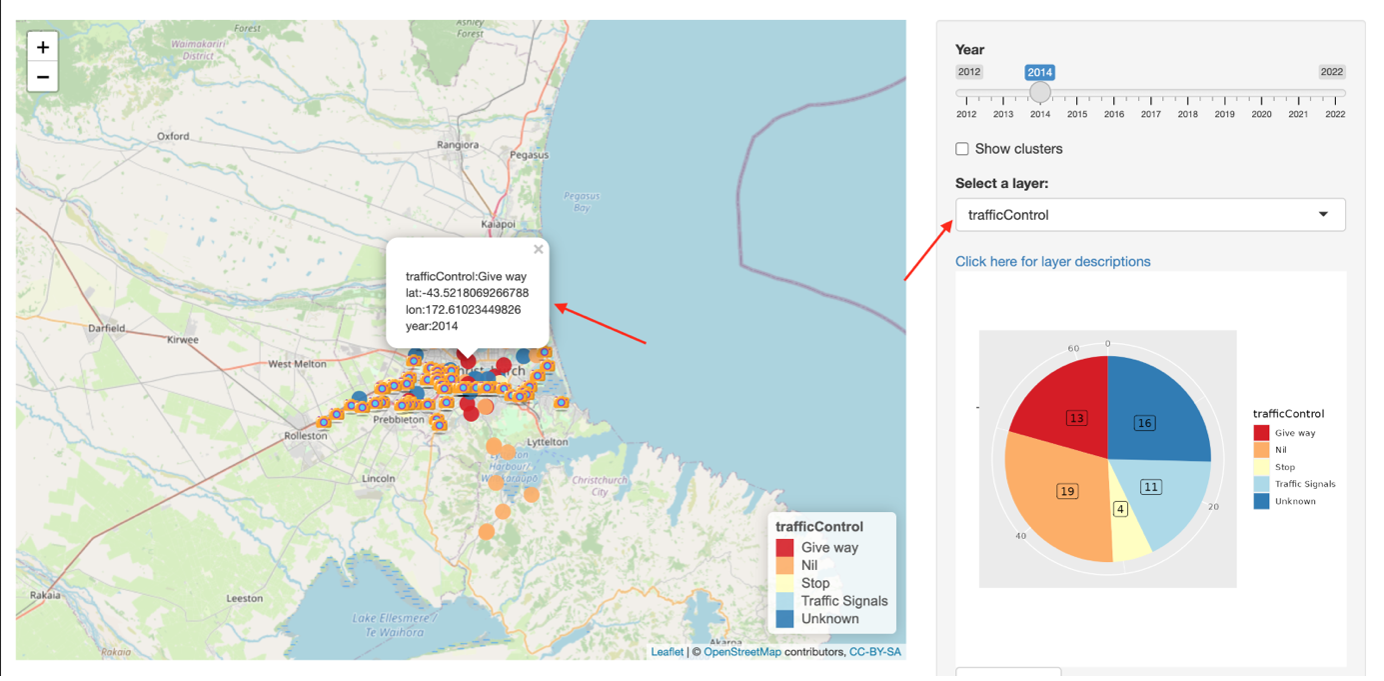 +
−
Forest
Ashley
Forest
Waimakariri
District
Oxford
Rangiora
Pegasus
Pegasus
Bay
Kaiapoi
×
trafficControl:Give way
lat:-43.5218069266788
lon:172.61023449826
year:2014
Darfield
Kirwee
West Melton
Prebbleton
Rolleston
Lyttelton
Lincoln
Christchurch
City
Rakaia
Leeston
Lake Ellesmere /
Te Waihora
Rakaia
Akaroa
trafficControl
Give way
Nil
Stop
Traffic Signals
Unknown
Leaflet | © OpenStreetMap contributors, CC-BY-SA
Year
2012
2014
2022
2012 2013 2014 2015 2016 2017 2018 2019 2020 2021 2022
Show clusters
Select a layer:
trafficControl
Click here for layer descriptions
0
60
13
16
19
11
4
20
40
trafficControl
Give way
Nil
Stop
Traffic Signals
Unknown